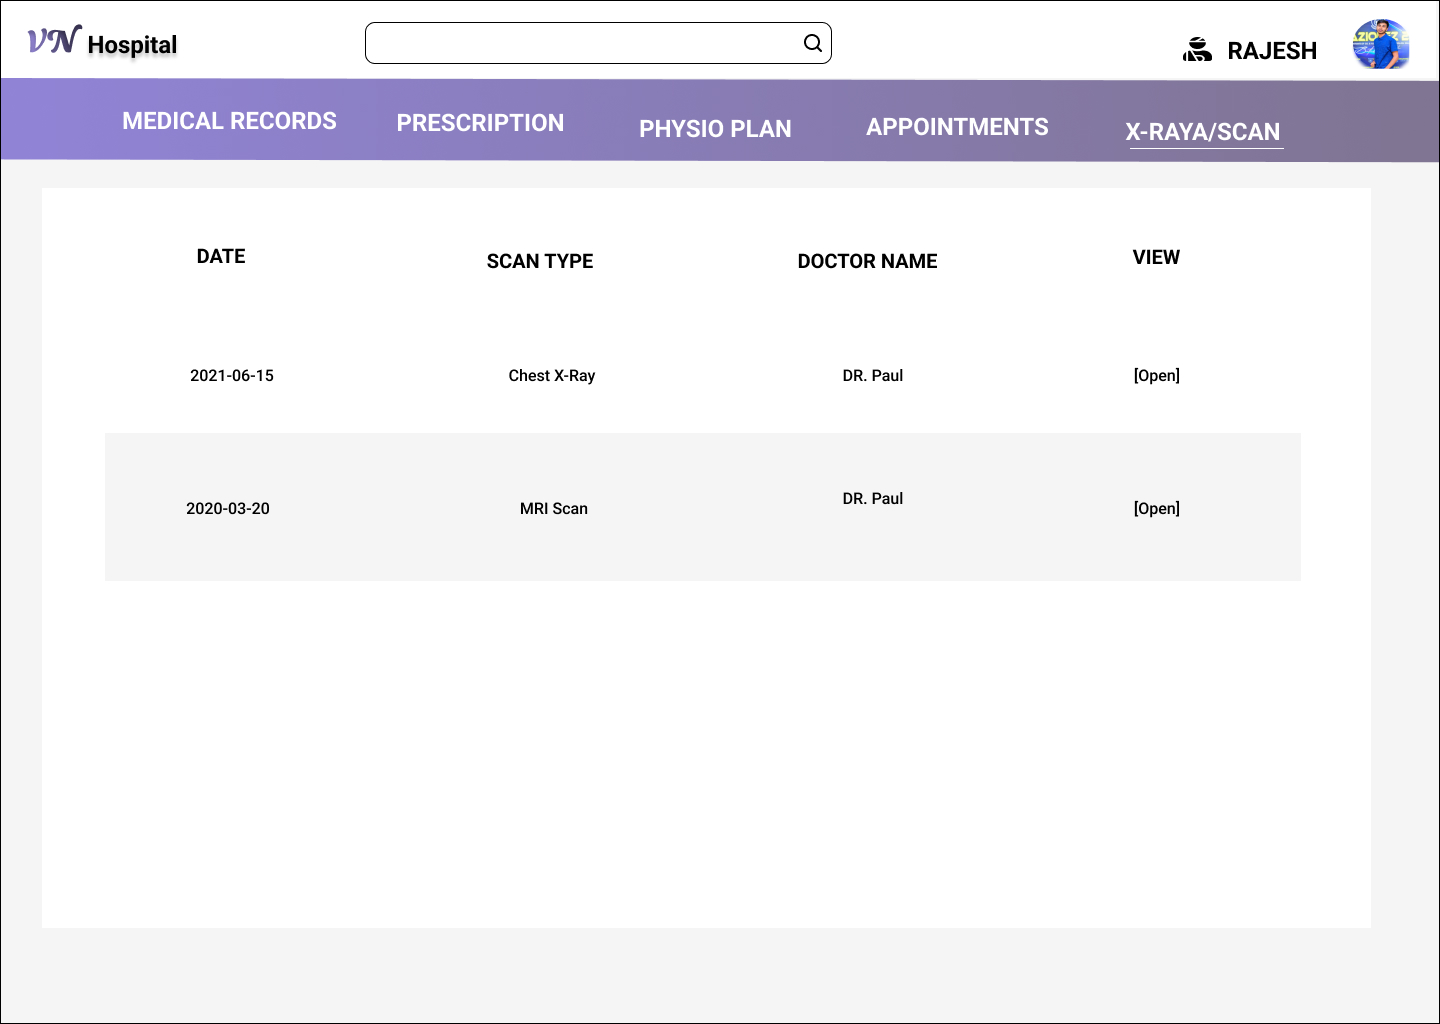 VN Hospital
RAJESH
MEDICAL RECORDS PRESCRIPTION PHYSIO PLAN APPOINTMENTS X-RAYA/SCAN
DATE SCAN TYPE DOCTOR NAME VIEW
2021-06-15 Chest X-Ray DR. Paul [Open]
2020-03-20 MRI Scan DR. Paul [Open]